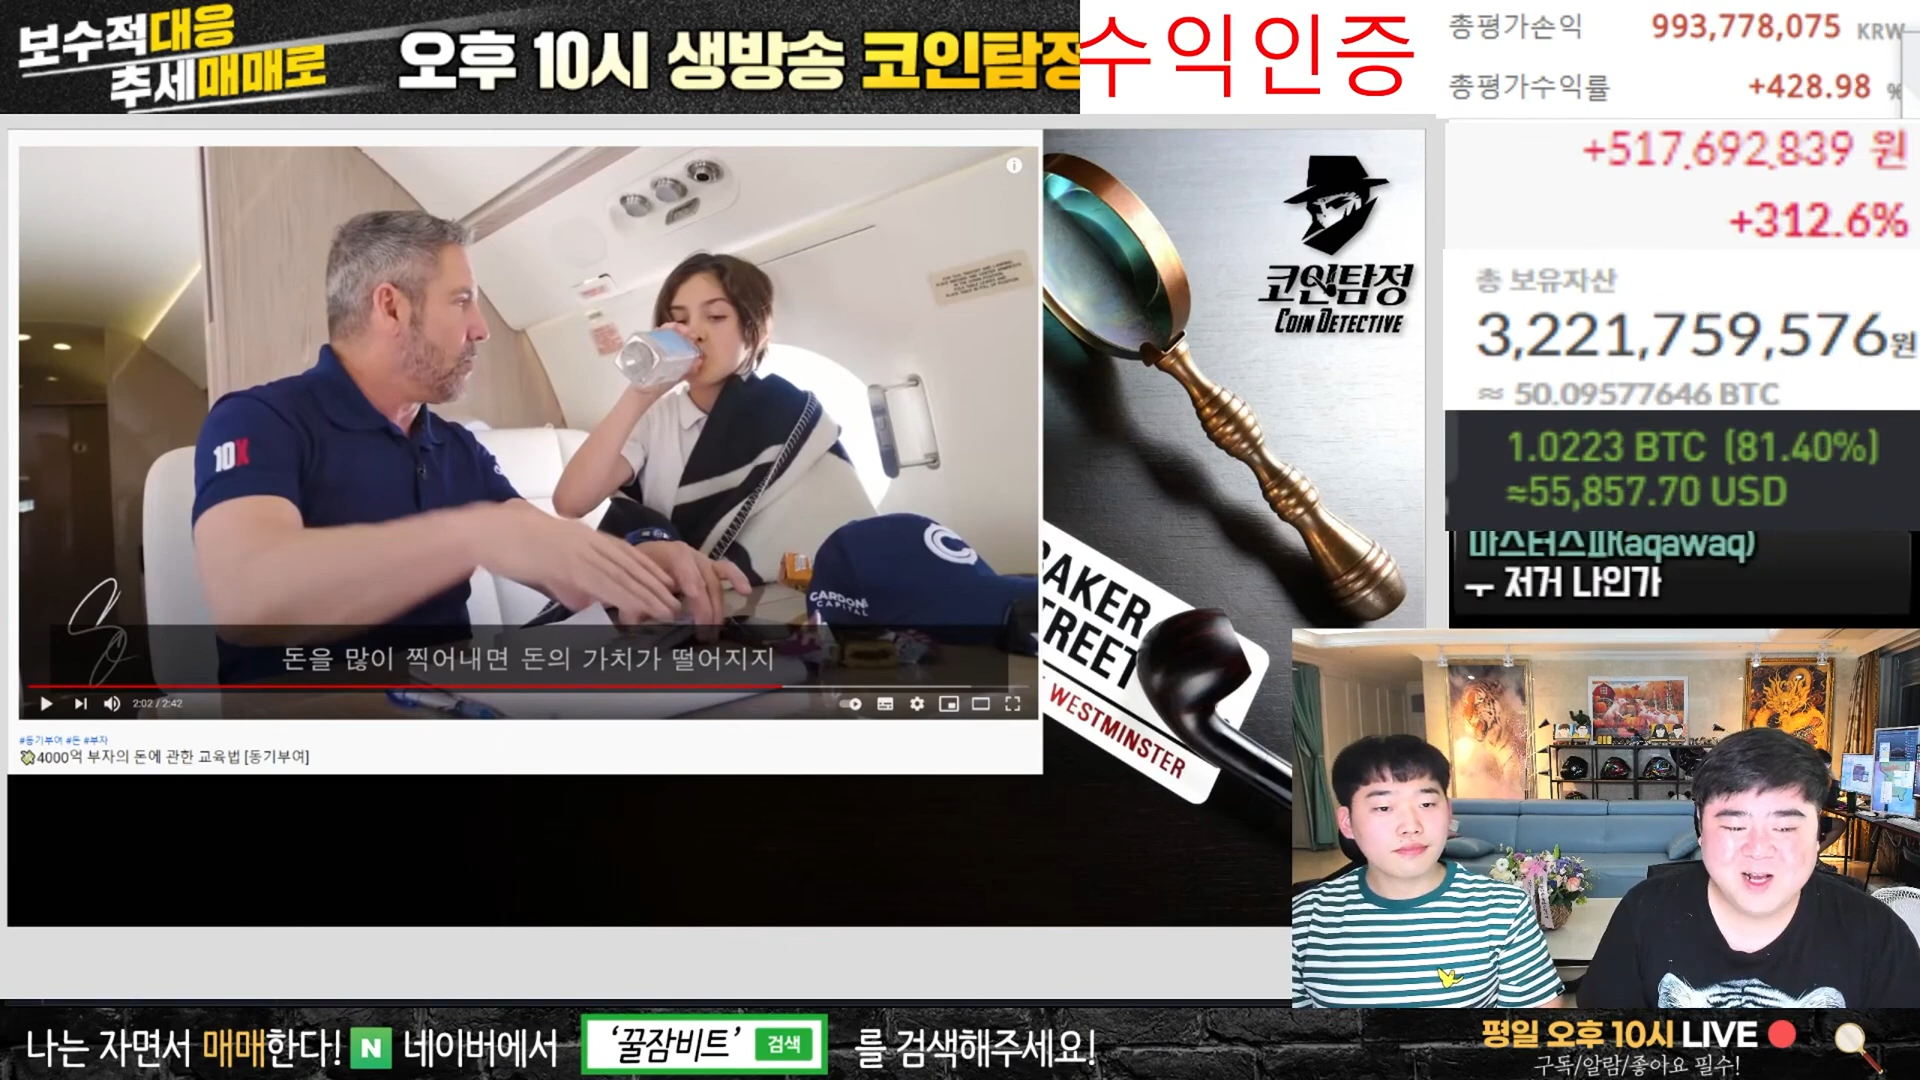 보수적대응
추세매매로
오후 10시 생방송 코인탐정
수익인증
총평가손익 993,778,075 KRW
총평가수익률 +428.98 %
+517,692,839 원
+312.6%
총 보유자산
3,221,759,576원
≈ 50.09577646 BTC
1.0223 BTC (81.40%)
≈55,857.70 USD
마스터스파(aqawaq)
ㅜ 저거 나인가
코인탐정
COIN DETECTIVE
BAKER
STREET
WESTMINSTER
10X
C
CARDONE
CAPITAL
돈을 많이 찍어내면 돈의 가치가 떨어지지
2:02 / 2:42
#동기부여 #돈 #부자
4000억 부자의 돈에 관한 교육법 [동기부여]
나는 자면서 매매한다! N 네이버에서 ‘꿀잠비트’ 검색 를 검색해주세요!
평일 오후 10시 LIVE
구독/알람/좋아요 필수!